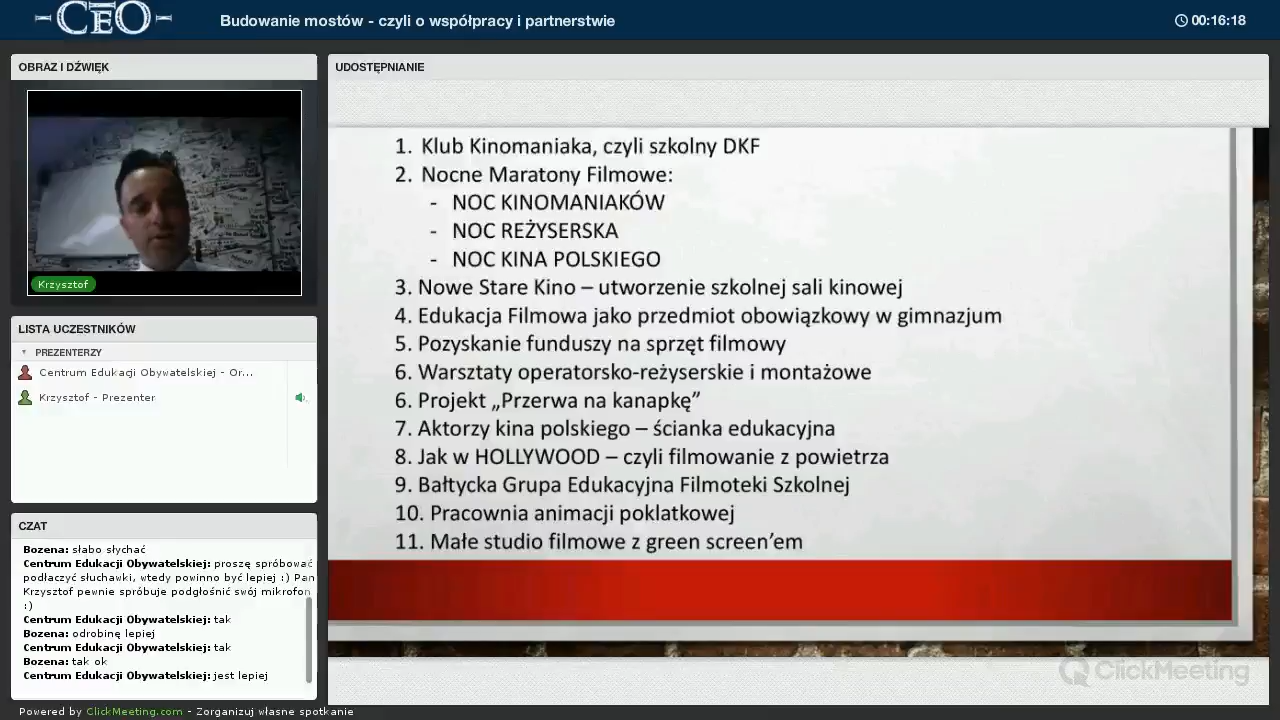 CEO
Budowanie mostów - czyli o współpracy i partnerstwie
00:16:18
OBRAZ I DŹWIĘK
Krzysztof
LISTA UCZESTNIKÓW
PREZENTERZY
Centrum Edukacji Obywatelskiej - Or...
Krzysztof - Prezenter
CZAT
Bozena: słabo słychać
Centrum Edukacji Obywatelskiej: proszę spróbować
podłaczyć słuchawki, wtedy powinno być lepiej :) Pan
Krzysztof pewnie spróbuje podgłośnić swój mikrofon
:)
Centrum Edukacji Obywatelskiej: tak
Bozena: odrobinę lepiej
Centrum Edukacji Obywatelskiej: tak
Bozena: tak ok
Centrum Edukacji Obywatelskiej: jest lepiej
UDOSTĘPNIANIE
1. Klub Kinomaniaka, czyli szkolny DKF
2. Nocne Maratony Filmowe:
- NOC KINOMANIAKÓW
- NOC REŻYSERSKA
- NOC KINA POLSKIEGO
3. Nowe Stare Kino – utworzenie szkolnej sali kinowej
4. Edukacja Filmowa jako przedmiot obowiązkowy w gimnazjum
5. Pozyskanie funduszy na sprzęt filmowy
6. Warsztaty operatorsko-reżyserskie i montażowe
6. Projekt „Przerwa na kanapkę”
7. Aktorzy kina polskiego – ścianka edukacyjna
8. Jak w HOLLYWOOD – czyli filmowanie z powietrza
9. Bałtycka Grupa Edukacyjna Filmoteki Szkolnej
10. Pracownia animacji poklatkowej
11. Małe studio filmowe z green screen’em
ClickMeeting
Powered by ClickMeeting.com - Zorganizuj własne spotkanie